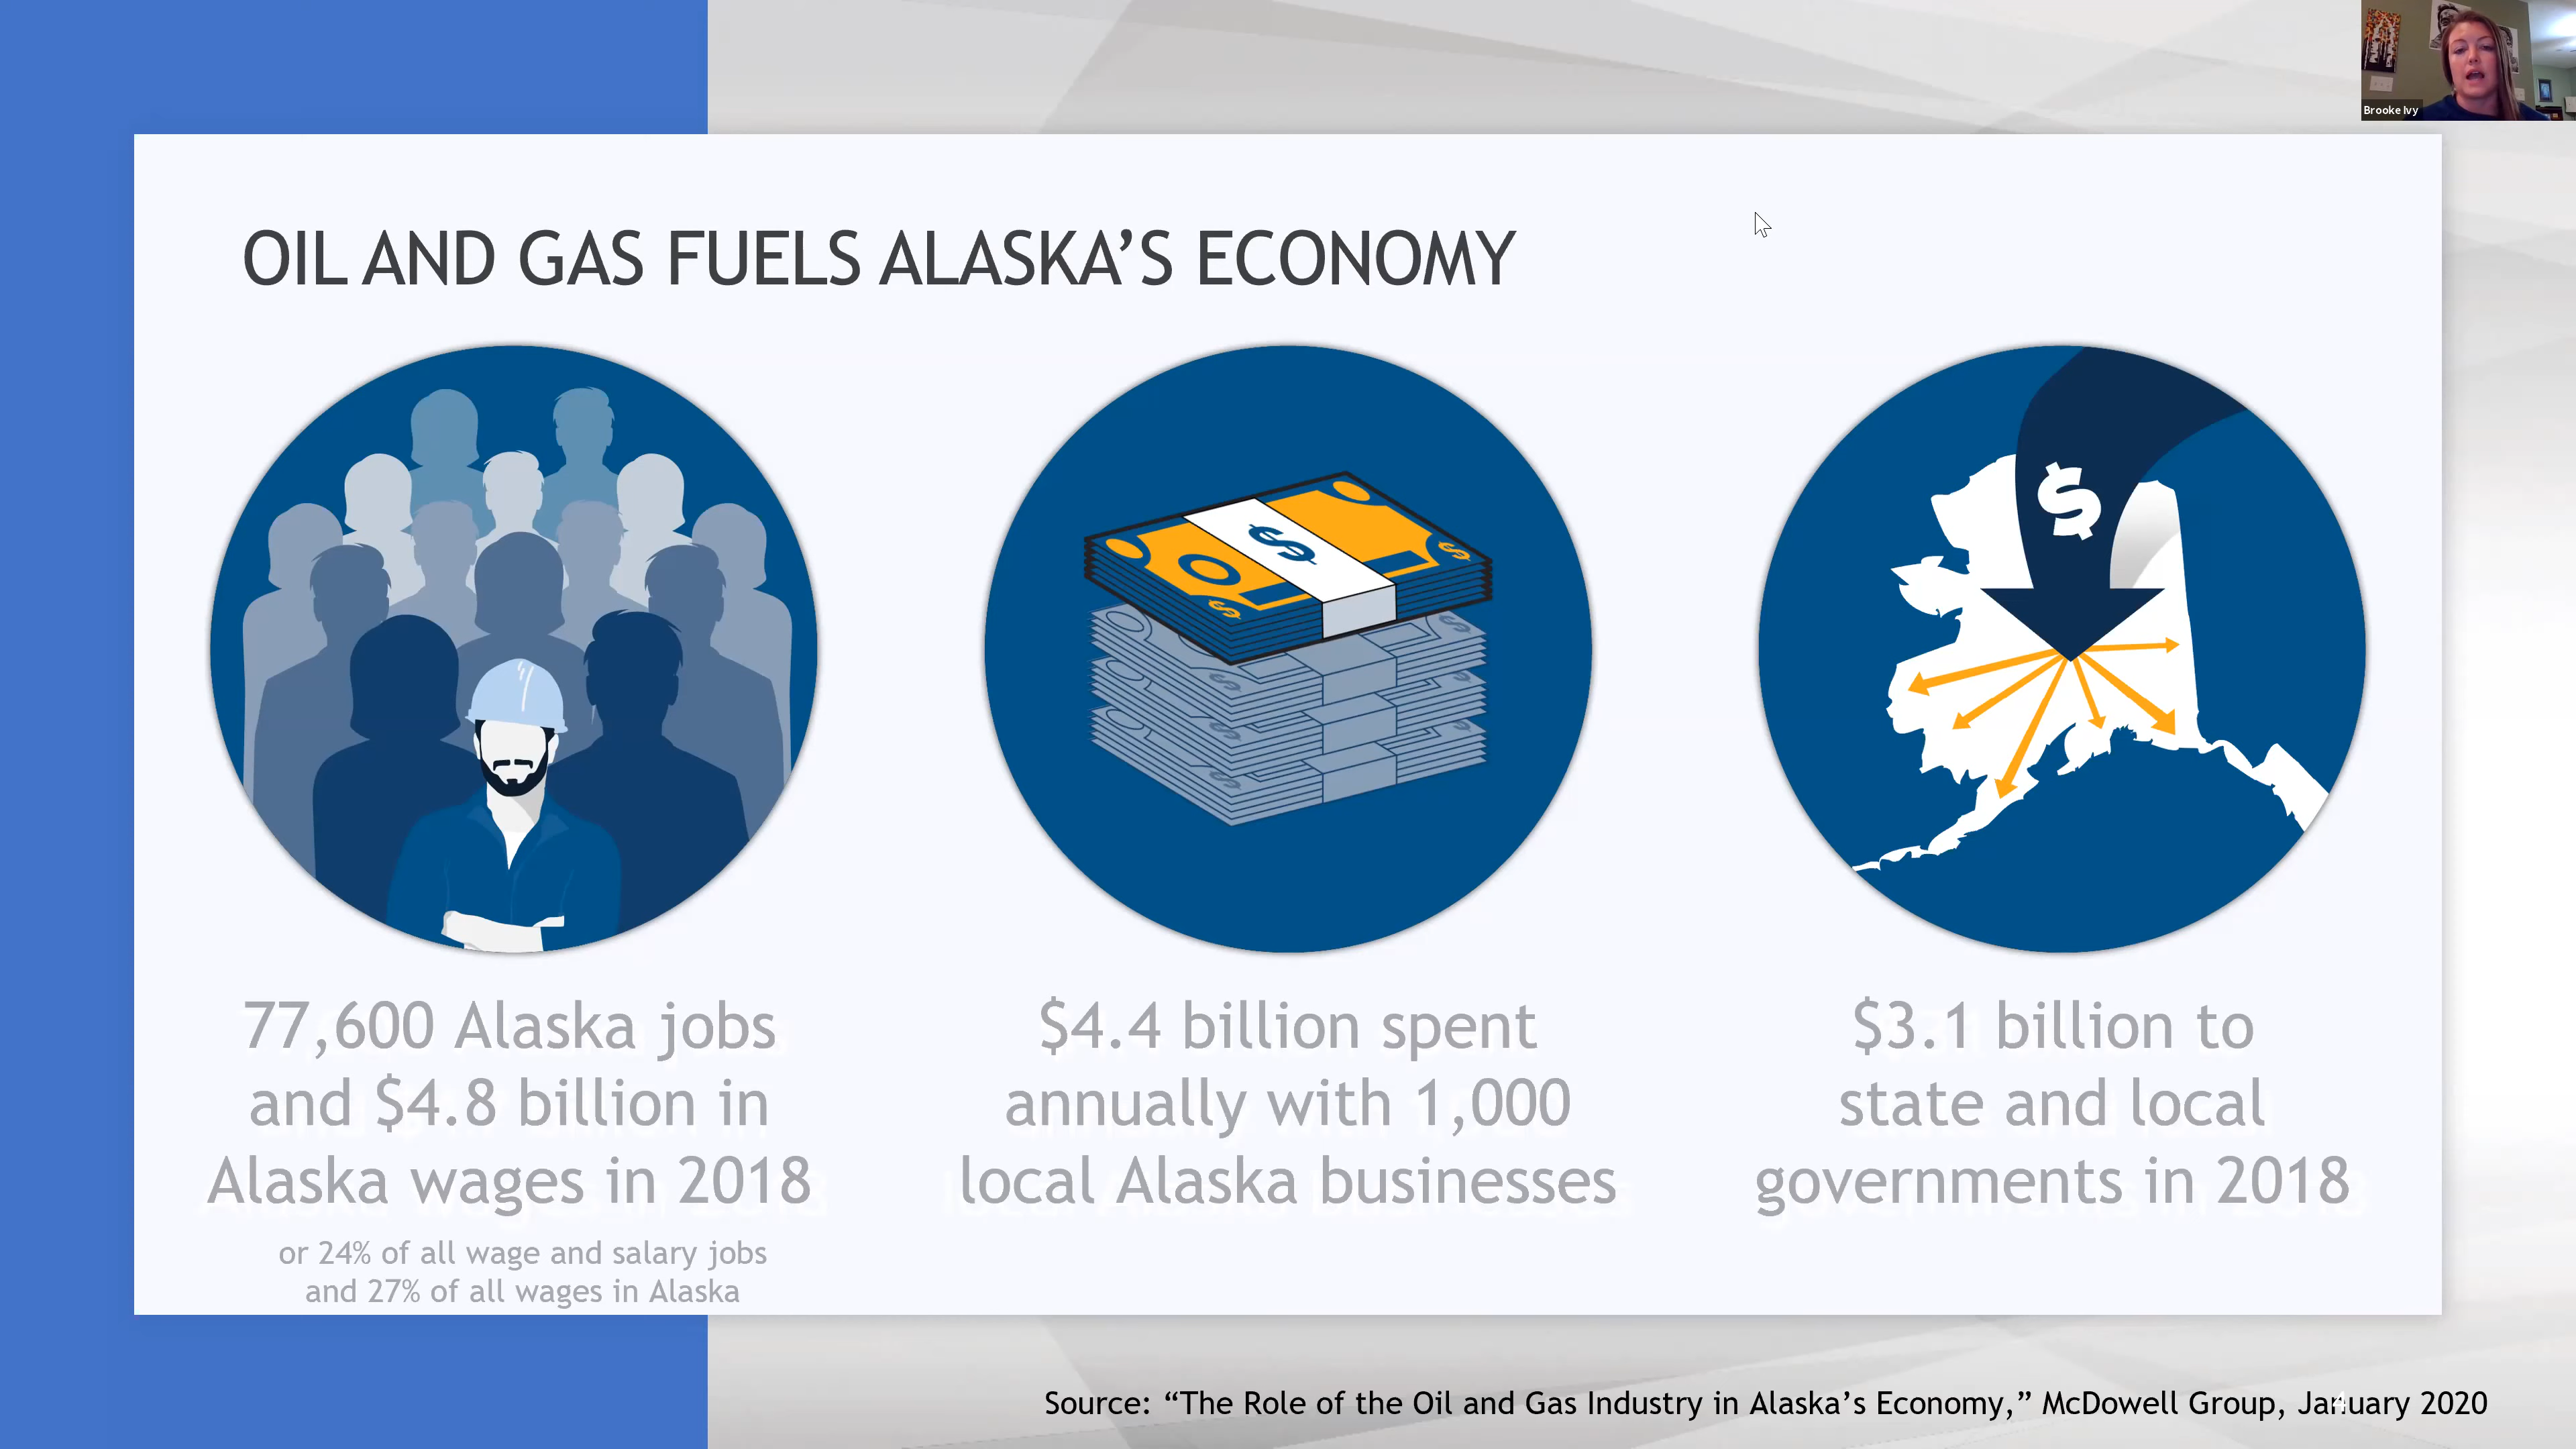 Brooke Ivy
OIL AND GAS FUELS ALASKA’S ECONOMY
$
$
77,600 Alaska jobs
and $4.8 billion in
Alaska wages in 2018
or 24% of all wage and salary jobs
and 27% of all wages in Alaska
$4.4 billion spent
annually with 1,000
local Alaska businesses
$3.1 billion to
state and local
governments in 2018
Source: “The Role of the Oil and Gas Industry in Alaska’s Economy,” McDowell Group, January 2020